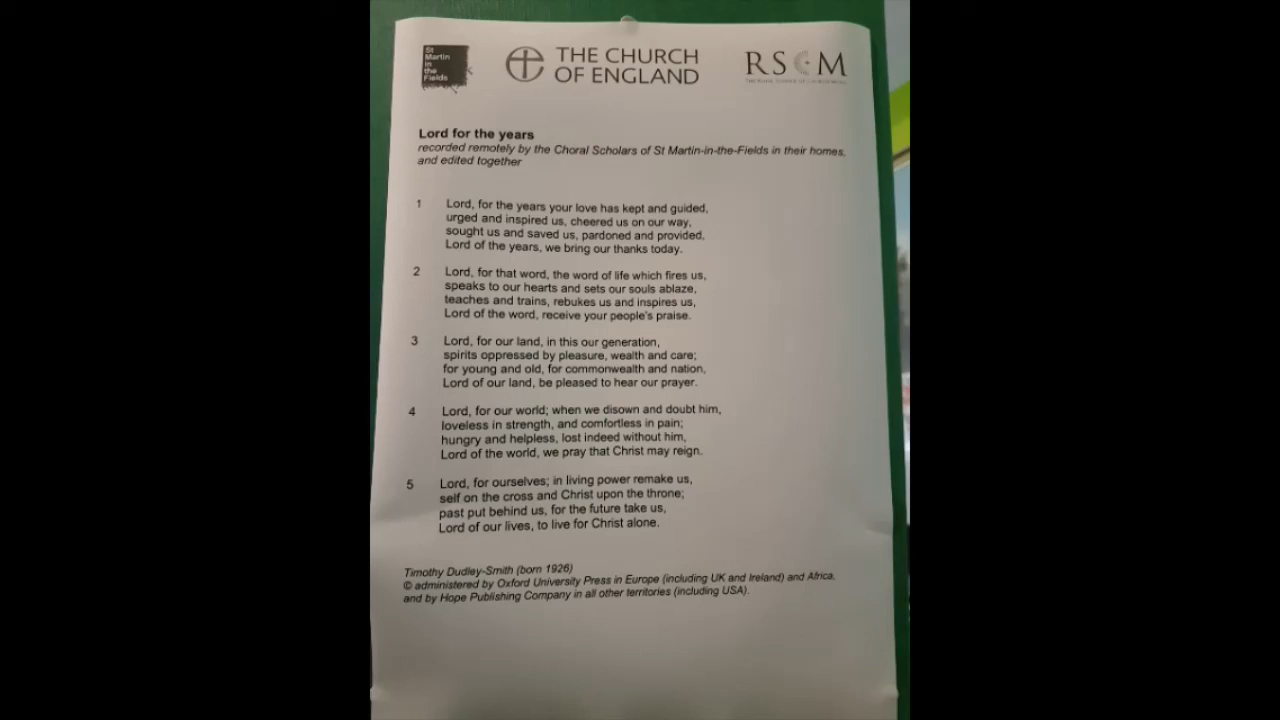 St
Martin
in
the
Fields
THE CHURCH
OF ENGLAND
RSCM
Lord for the years
recorded remotely by the Choral Scholars of St Martin-in-the-Fields in their homes,
and edited together
1 Lord, for the years your love has kept and guided,
urged and inspired us, cheered us on our way,
sought us and saved us, pardoned and provided,
Lord of the years, we bring our thanks today.
2 Lord, for that word, the word of life which fires us,
speaks to our hearts and sets our souls ablaze,
teaches and trains, rebukes us and inspires us,
Lord of the word, receive your people's praise.
3 Lord, for our land, in this our generation,
spirits oppressed by pleasure, wealth and care;
for young and old, for commonwealth and nation,
Lord of our land, be pleased to hear our prayer.
4 Lord, for our world; when we disown and doubt him,
loveless in strength, and comfortless in pain;
hungry and helpless, lost indeed without him,
Lord of the world, we pray that Christ may reign.
5 Lord, for ourselves; in living power remake us,
self on the cross and Christ upon the throne;
past put behind us, for the future take us,
Lord of our lives, to live for Christ alone.
Timothy Dudley-Smith (born 1926)
© administered by Oxford University Press in Europe (including UK and Ireland) and Africa,
and by Hope Publishing Company in all other territories (including USA).